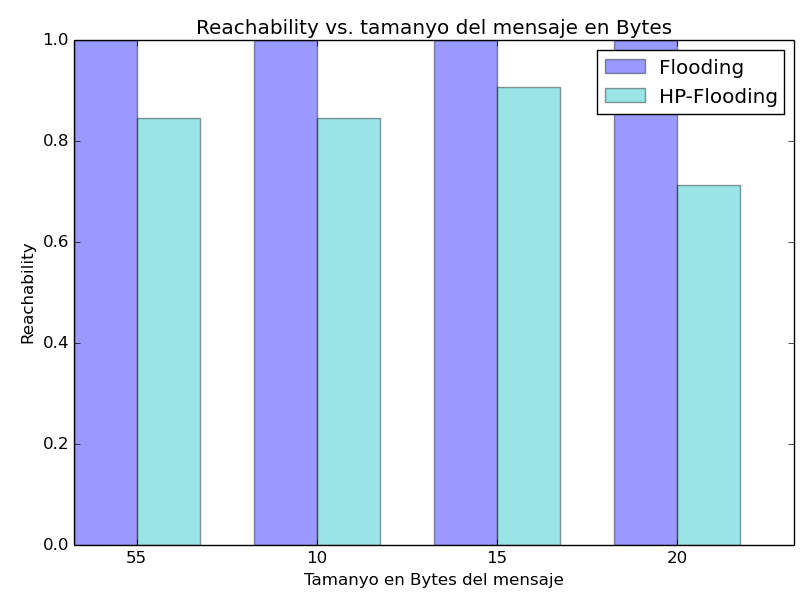 Reachability vs. tamanyo del mensaje en Bytes
Flooding
HP-Flooding
Reachability
1.0
0.8
0.6
0.4
0.2
0.0
55 10 15 20
Tamanyo en Bytes del mensaje